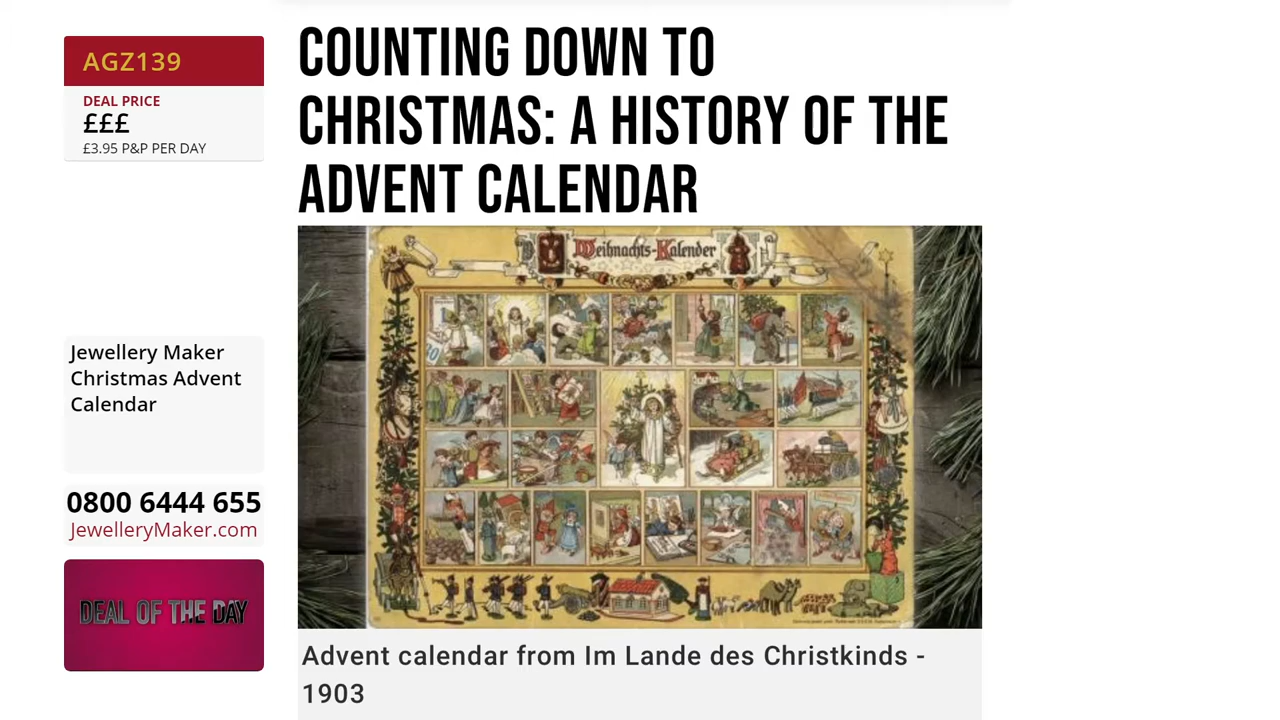 AGZ139
DEAL PRICE
£££
£3.95 P&P PER DAY
Jewellery Maker
Christmas Advent
Calendar
0800 6444 655
JewelleryMaker.com
DEAL OF THE DAY
COUNTING DOWN TO
CHRISTMAS: A HISTORY OF THE
ADVENT CALENDAR
Weihnachts-Kalender
Advent calendar from Im Lande des Christkinds -
1903